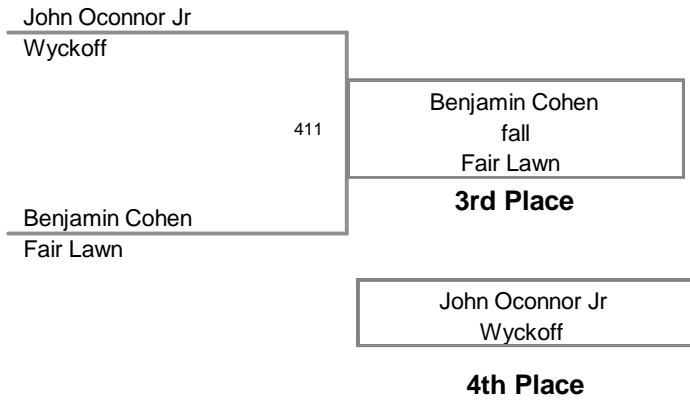 John Oconnor Jr
Wyckoff
411
Benjamin Cohen
fall
Fair Lawn
3rd Place
Benjamin Cohen
Fair Lawn
John Oconnor Jr
Wyckoff
4th Place